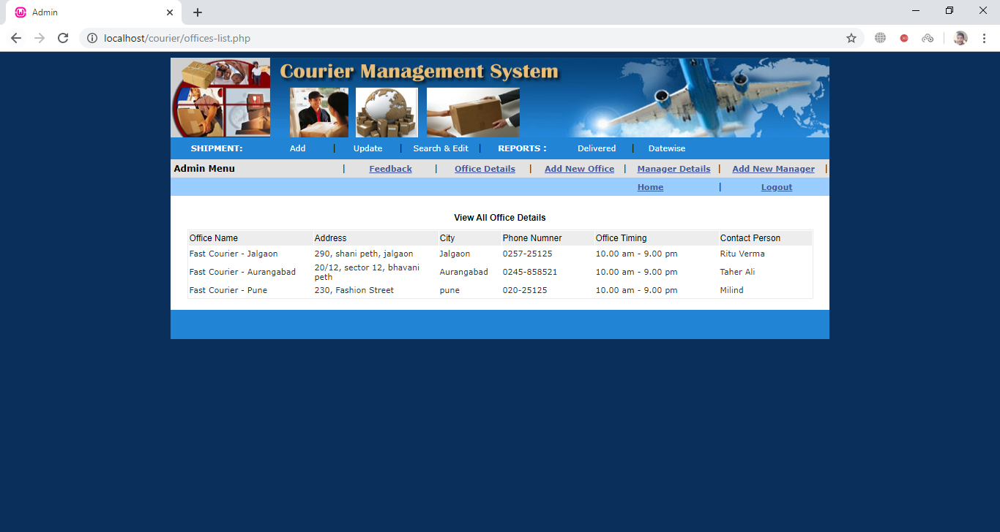 Admin
localhost/courier/offices-list.php
Courier Management System
SHIPMENT: Add | Update | Search & Edit | REPORTS : Delivered | Datewise
Admin Menu | Feedback | Office Details | Add New Office | Manager Details | Add New Manager |
Home | Logout
View All Office Details
Office Name Address City Phone Numner Office Timing Contact Person
Fast Courier - Jalgaon 290, shani peth, jalgaon Jalgaon 0257-25125 10.00 am - 9.00 pm Ritu Verma
Fast Courier - Aurangabad 20/12, sector 12, bhavani peth Aurangabad 0245-858521 10.00 am - 9.00 pm Taher Ali
Fast Courier - Pune 230, Fashion Street pune 020-25125 10.00 am - 9.00 pm Milind